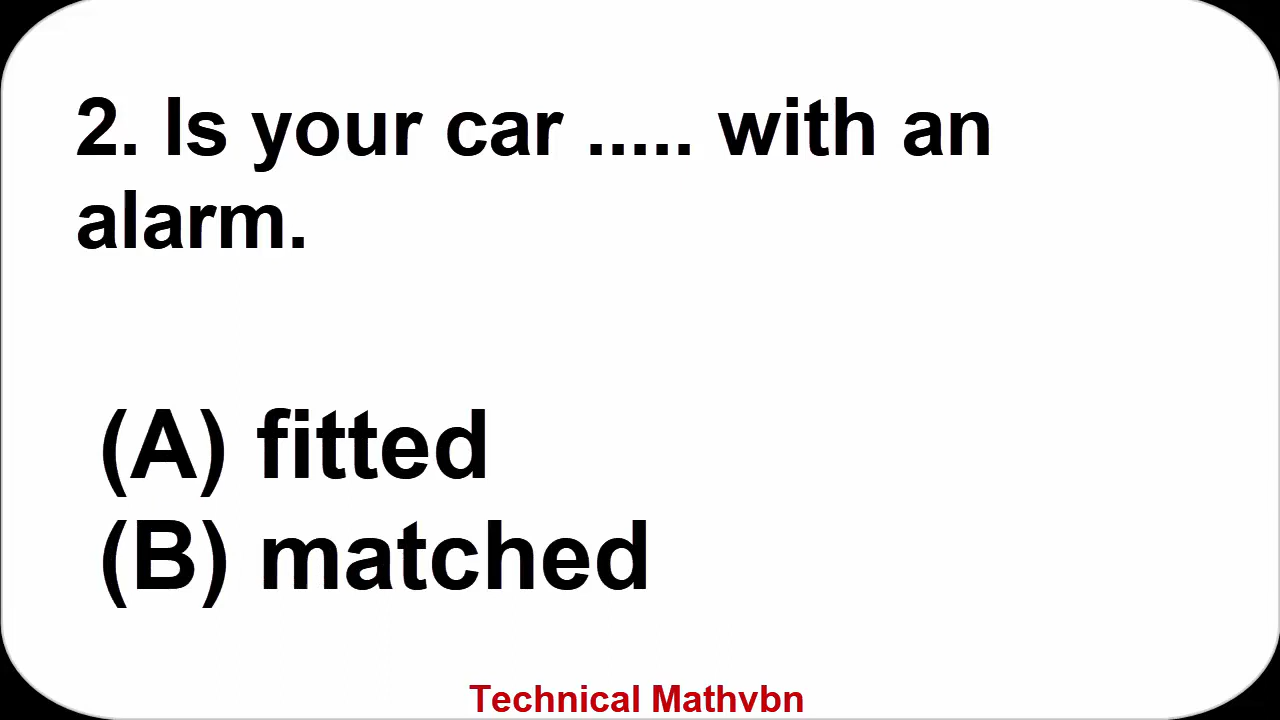 2. Is your car ..... with an
alarm.
(A) fitted
(B) matched
Technical Mathvbn